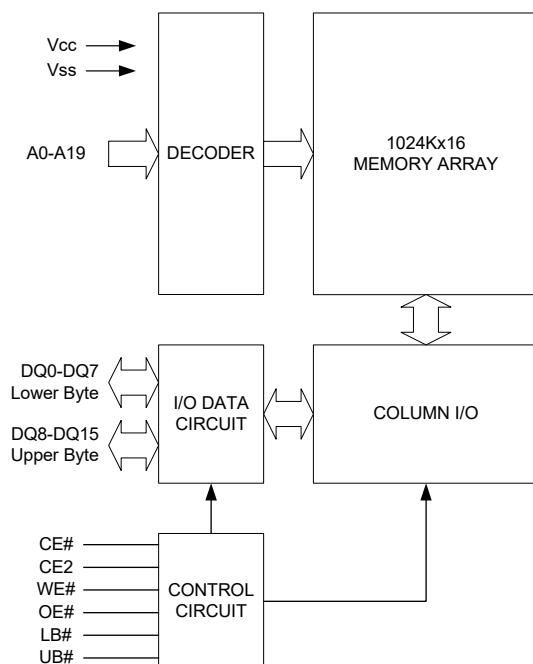 Vcc
Vss
A0-A19
DECODER
1024Kx16
MEMORY ARRAY
DQ0-DQ7
Lower Byte
DQ8-DQ15
Upper Byte
I/O DATA
CIRCUIT
COLUMN I/O
CE#
CE2
WE#
OE#
LB#
UB#
CONTROL
CIRCUIT